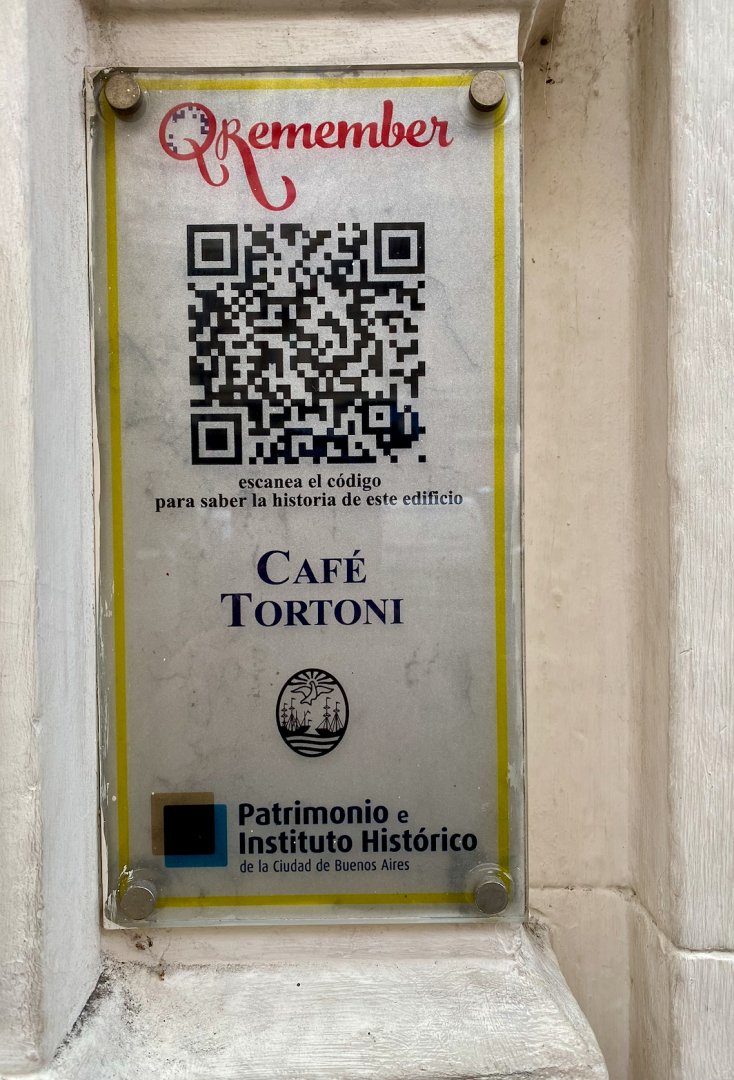 QRemember
escanea el código
para saber la historia de este edificio
CAFÉ
TORTONI
Patrimonio e
Instituto Histórico
de la Ciudad de Buenos Aires